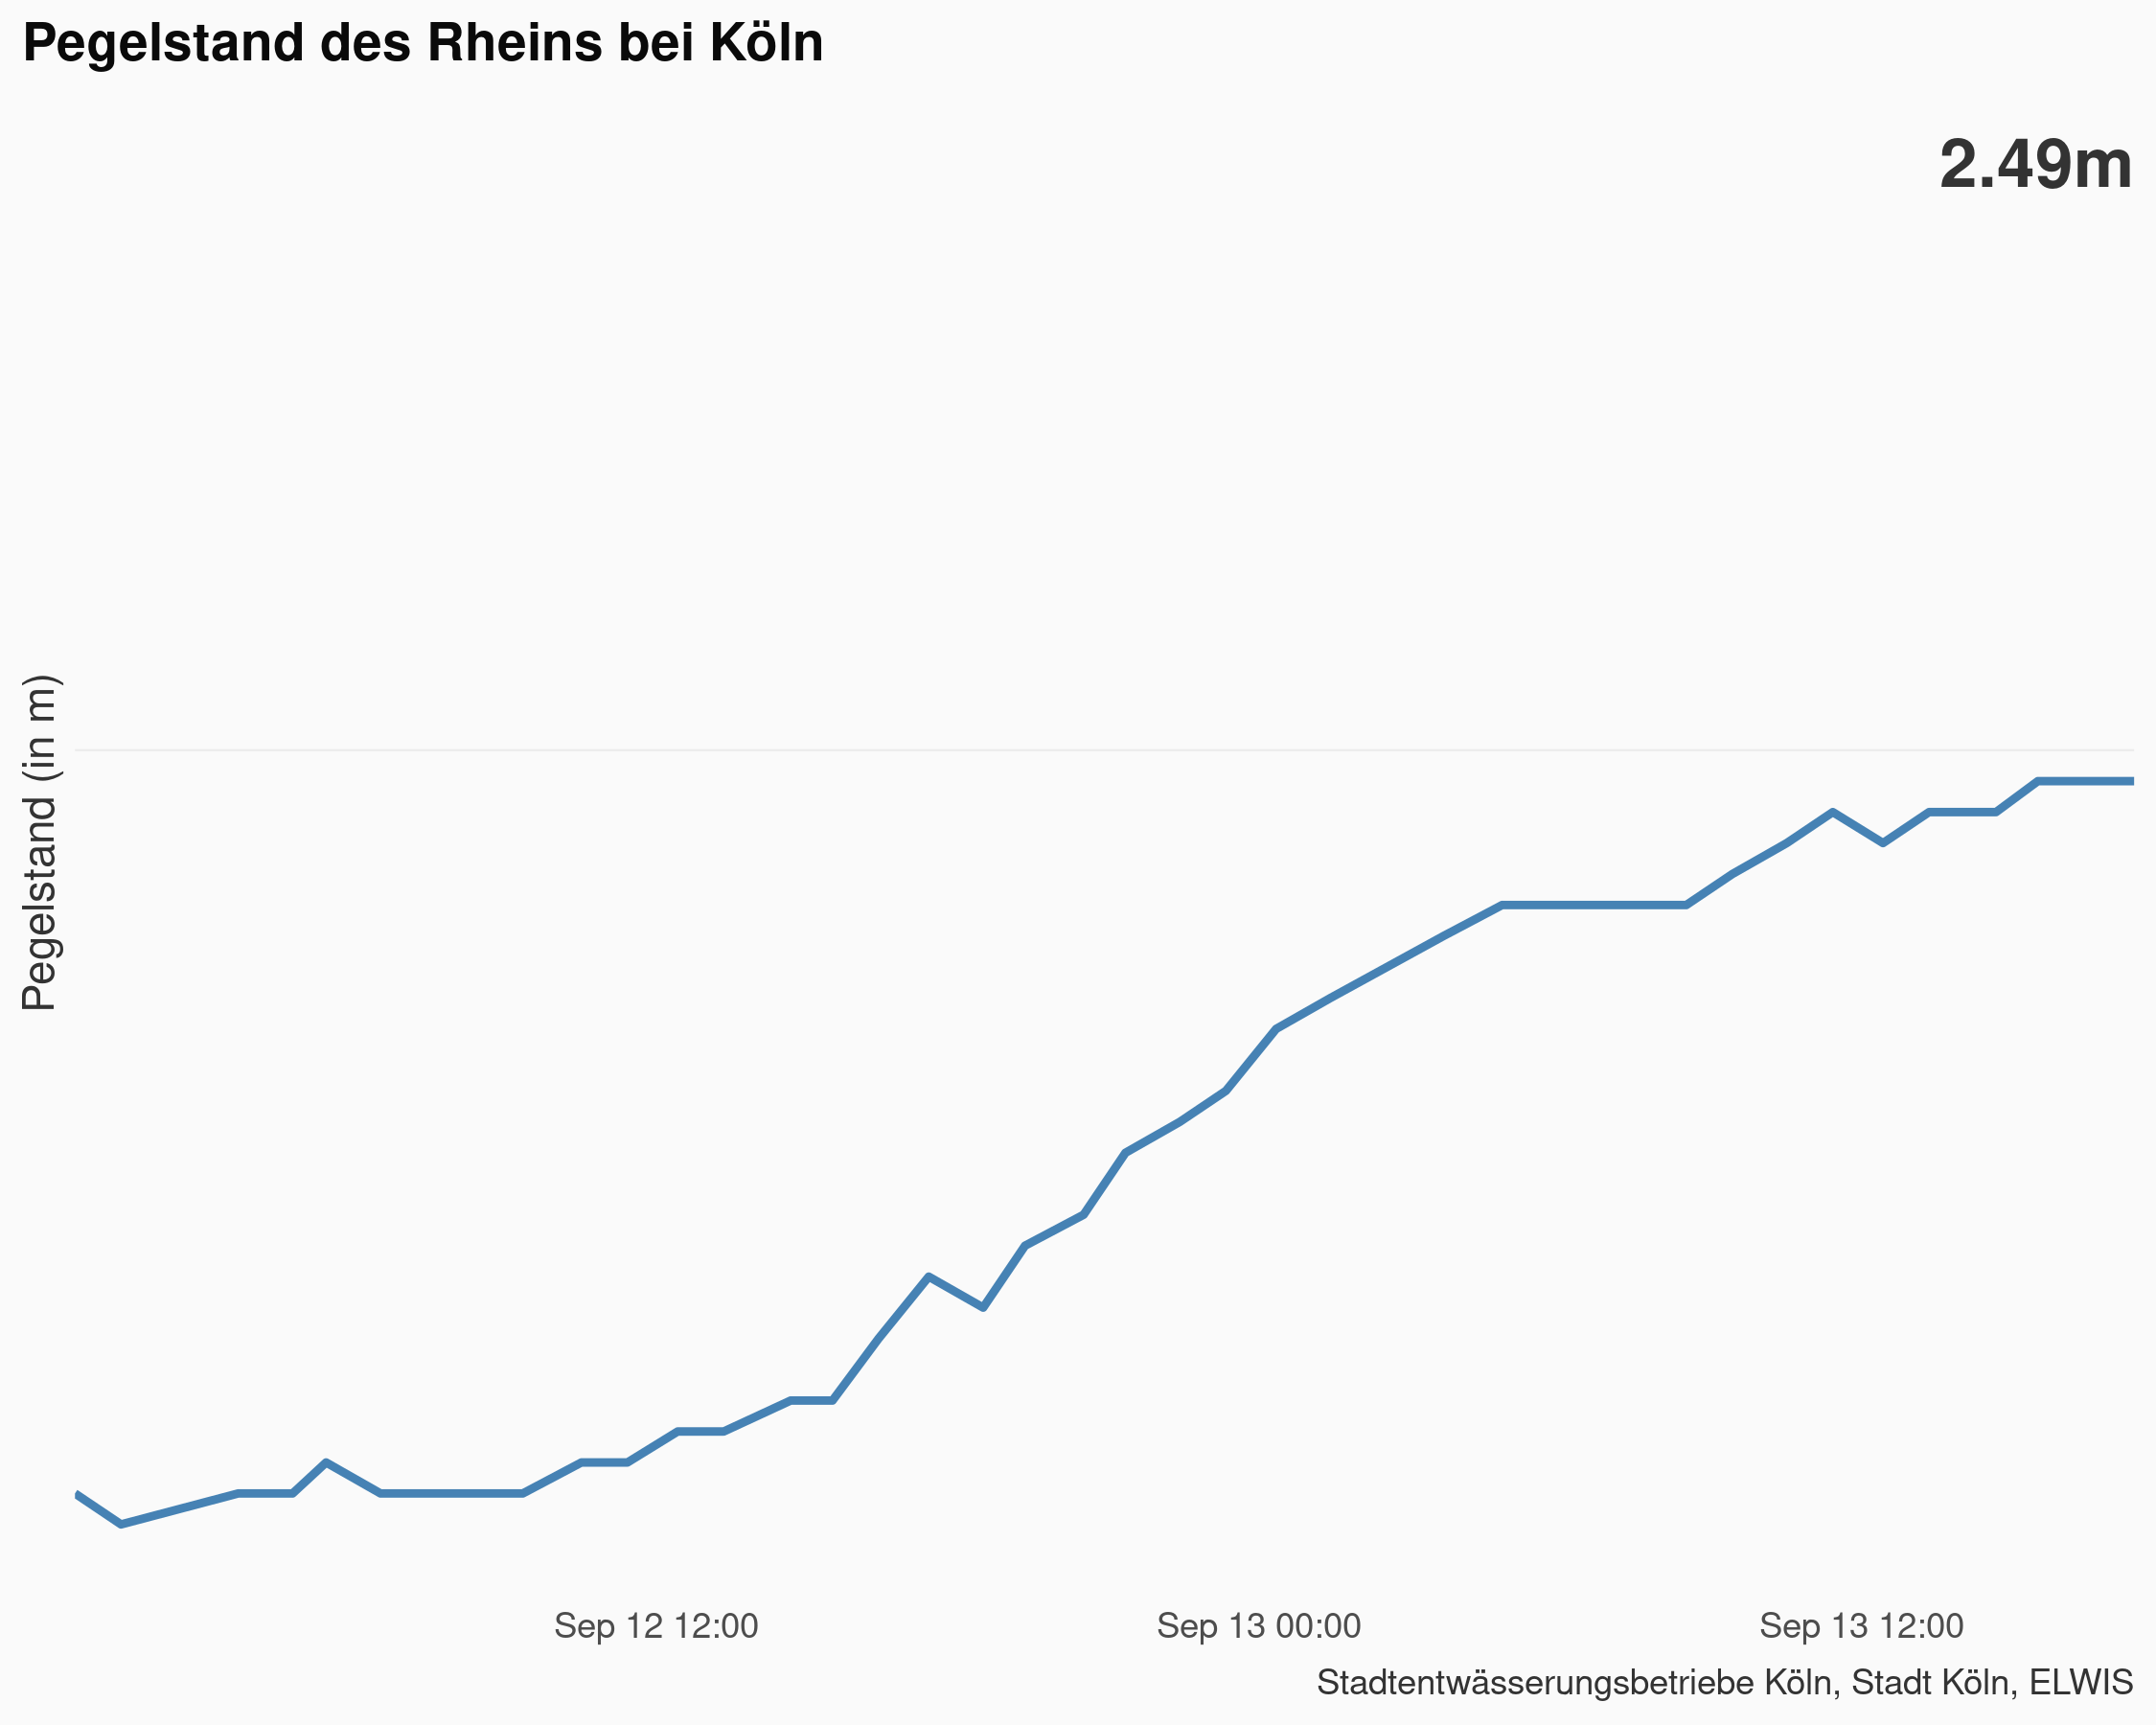 Pegelstand des Rheins bei Köln
2.49m
Pegelstand (in m)
Sep 12 12:00
Sep 13 00:00
Sep 13 12:00
Stadtentwässerungsbetriebe Köln, Stadt Köln, ELWIS